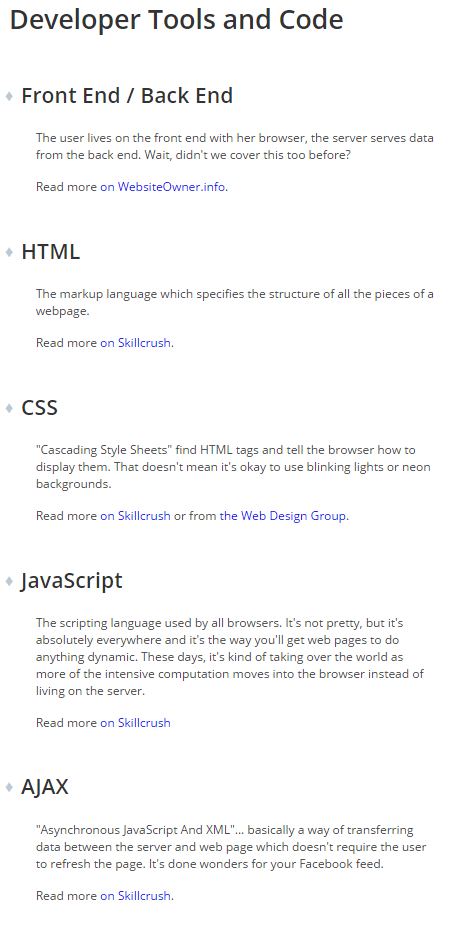 Developer Tools and Code
Front End / Back End
The user lives on the front end with her browser, the server serves data
from the back end. Wait, didn't we cover this too before?
Read more on WebsiteOwner.info.
HTML
The markup language which specifies the structure of all the pieces of a
webpage.
Read more on Skillcrush.
CSS
"Cascading Style Sheets" find HTML tags and tell the browser how to
display them. That doesn't mean it's okay to use blinking lights or neon
backgrounds.
Read more on Skillcrush or from the Web Design Group.
JavaScript
The scripting language used by all browsers. It's not pretty, but it's
absolutely everywhere and it's the way you'll get web pages to do
anything dynamic. These days, it's kind of taking over the world as
more of the intensive computation moves into the browser instead of
living on the server.
Read more on Skillcrush
AJAX
"Asynchronous JavaScript And XML"... basically a way of transferring
data between the server and web page which doesn't require the user
to refresh the page. It's done wonders for your Facebook feed.
Read more on Skillcrush.